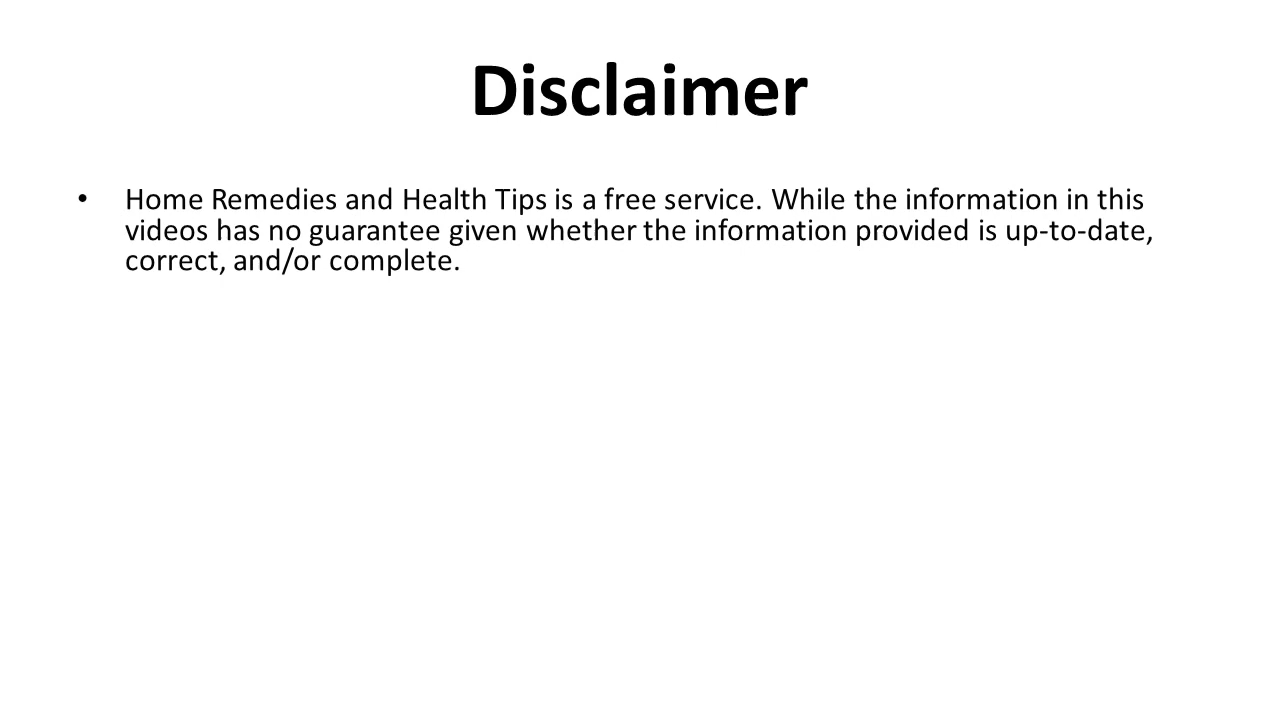 Disclaimer
• Home Remedies and Health Tips is a free service. While the information in this
videos has no guarantee given whether the information provided is up-to-date,
correct, and/or complete.